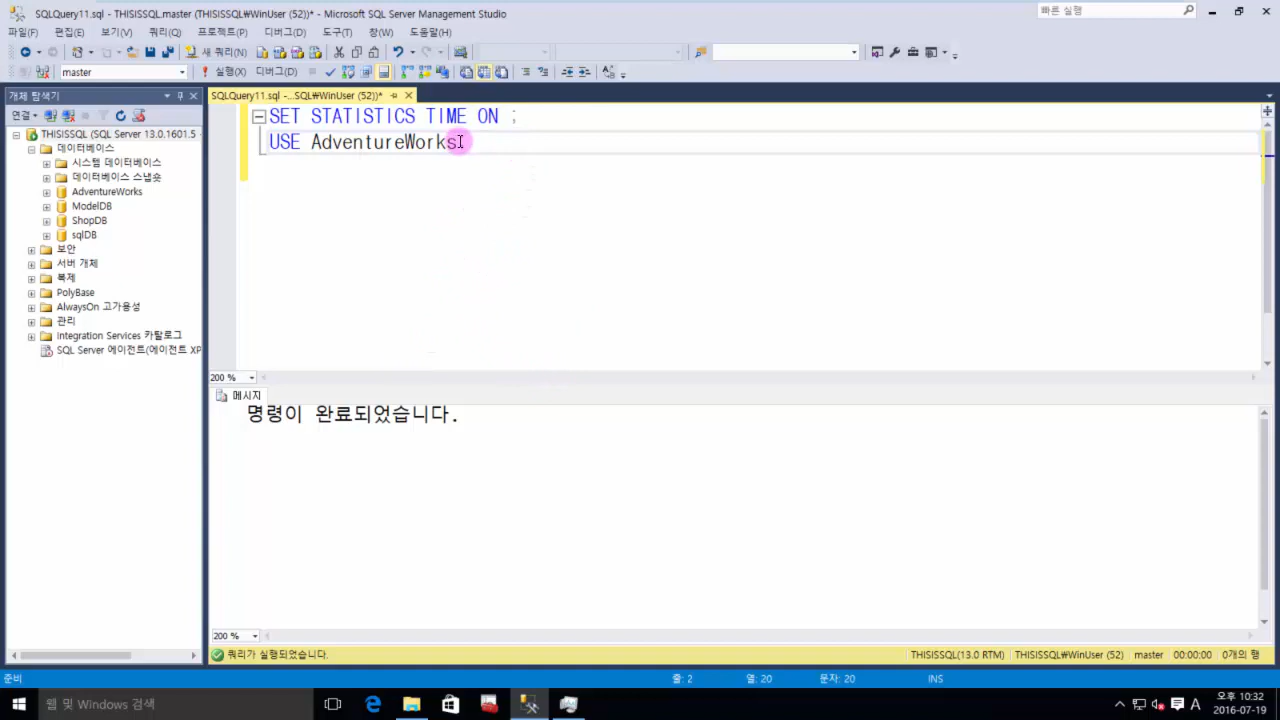 SQLQuery11.sql - THISISSQL.master (THISISSQL₩WinUser (52))* - Microsoft SQL Server Management Studio
빠른 실행
파일(F) 편집(E) 보기(V) 쿼리(Q) 프로젝트(P) 디버그(D) 도구(T) 창(W) 도움말(H)
새 쿼리(N)
master
실행(X) 디버그(D)
개체 탐색기
SQLQuery11.sql -...SQL₩WinUser (52))*
연결
THISISSQL (SQL Server 13.0.1601.5
데이터베이스
시스템 데이터베이스
데이터베이스 스냅숏
AdventureWorks
ModelDB
ShopDB
sqlDB
보안
서버 개체
복제
PolyBase
AlwaysOn 고가용성
관리
Integration Services 카탈로그
SQL Server 에이전트(에이전트 XP
SET STATISTICS TIME ON ;
USE AdventureWorks
200 %
메시지
명령이 완료되었습니다.
200 %
쿼리가 실행되었습니다.
THISISSQL(13.0 RTM) THISISSQL₩WinUser (52) master 00:00:00 0개의 행
준비
줄: 2 열: 20 문자: 20 INS
웹 및 Windows 검색
A
오후 10:32
2016-07-19